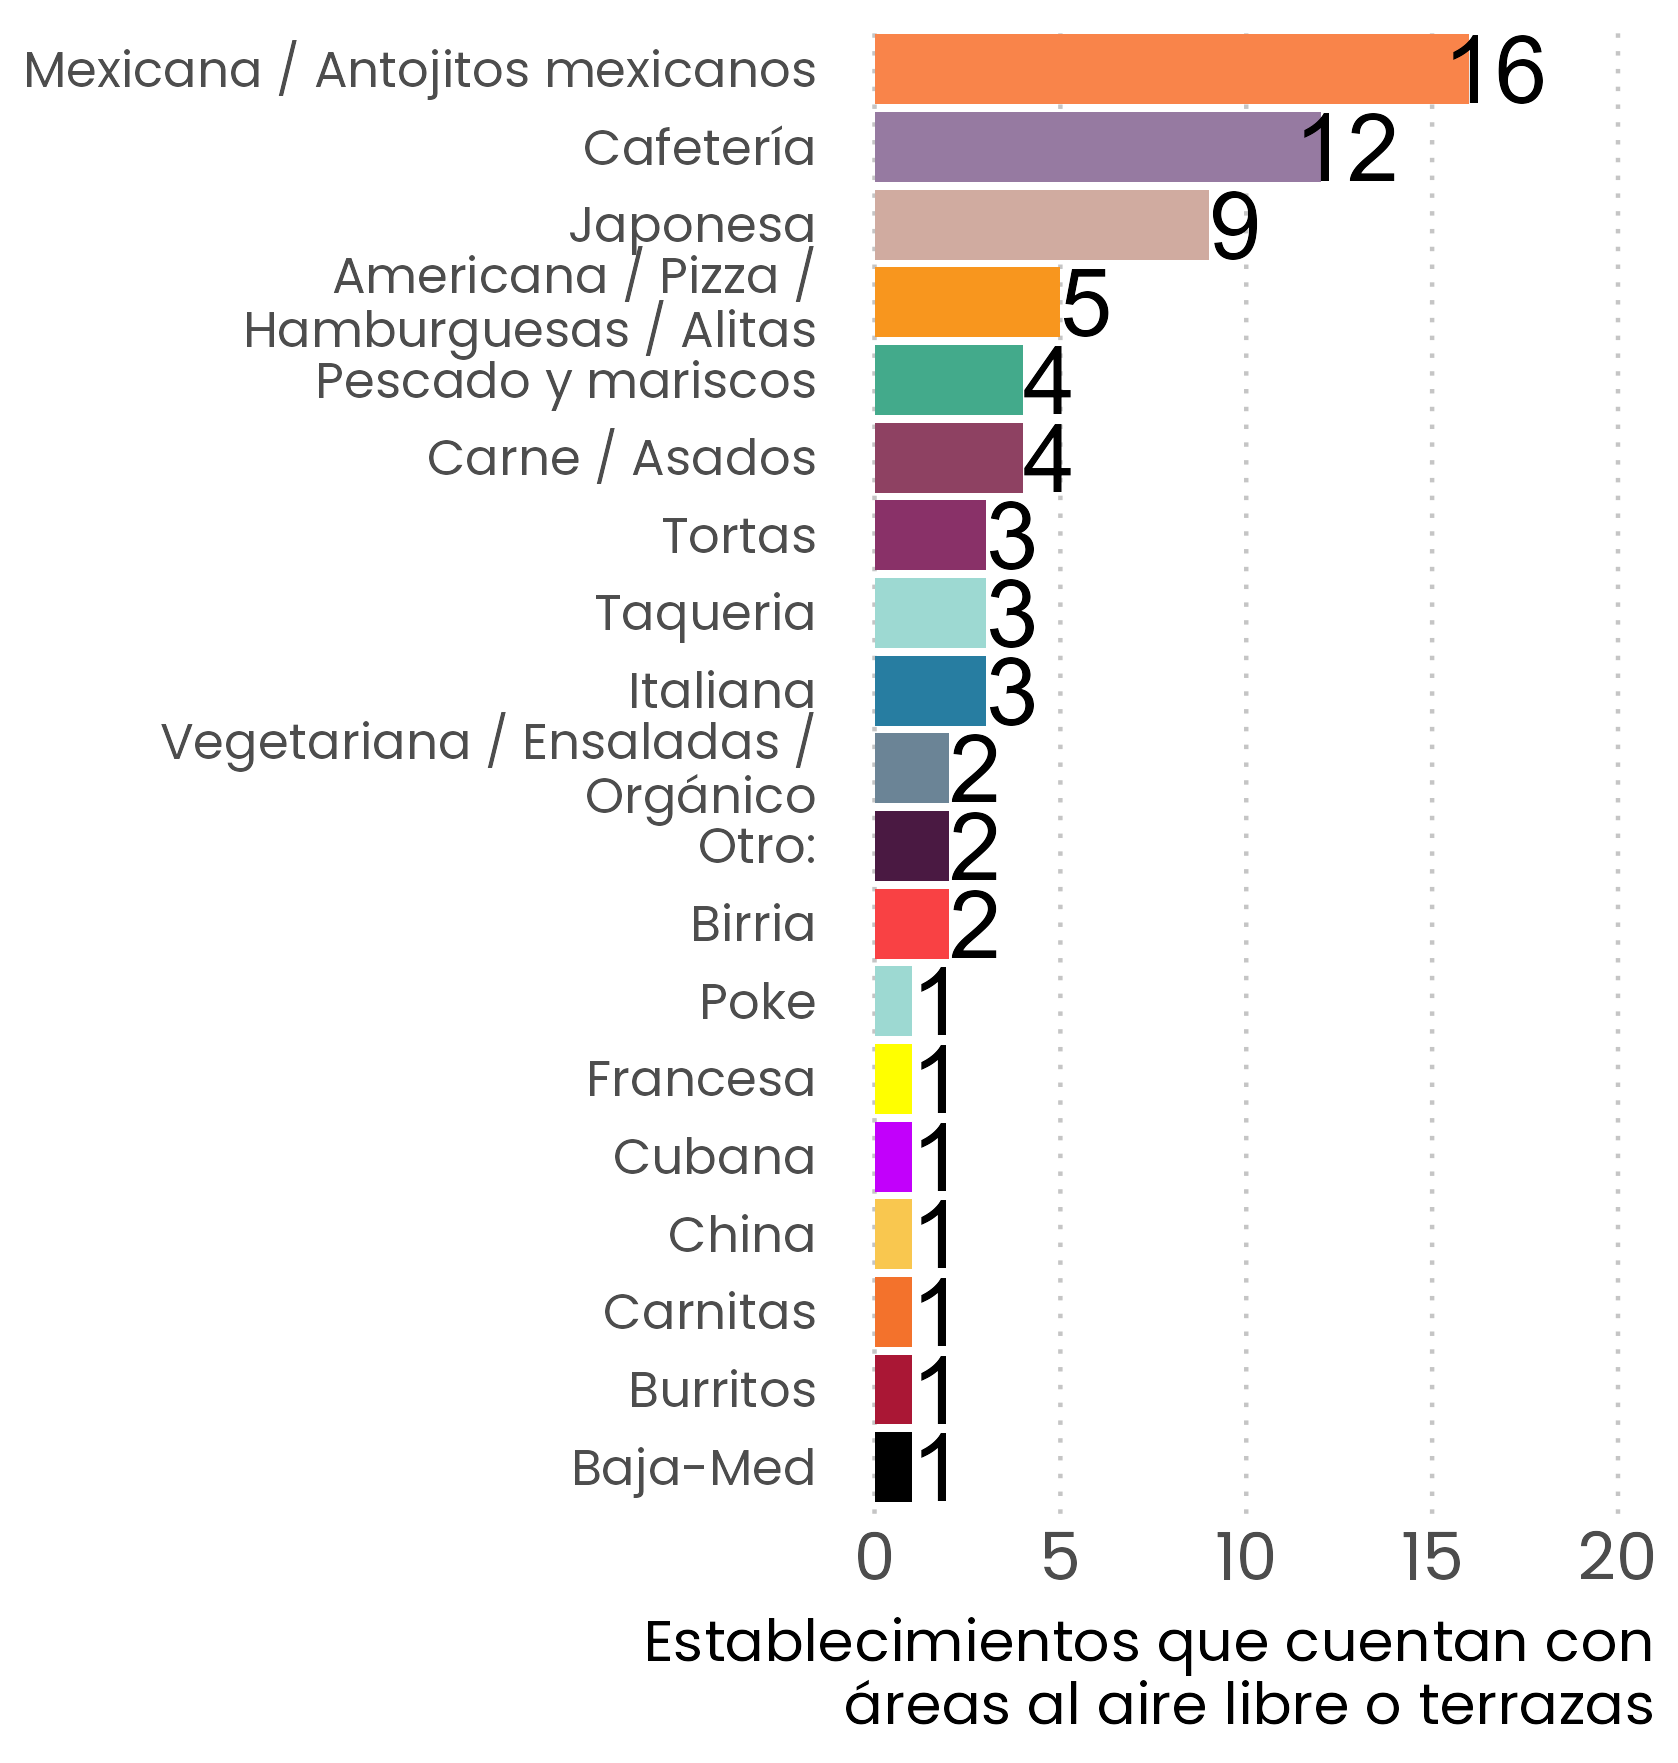 Mexicana / Antojitos mexicanos 16
Cafetería 12
Japonesa 9
Americana / Pizza /
Hamburguesas / Alitas 5
Pescado y mariscos 4
Carne / Asados 4
Tortas 3
Taqueria 3
Italiana 3
Vegetariana / Ensaladas /
Orgánico 2
Otro: 2
Birria 2
Poke 1
Francesa 1
Cubana 1
China 1
Carnitas 1
Burritos 1
Baja-Med 1
0 5 10 15 20
Establecimientos que cuentan con
áreas al aire libre o terrazas